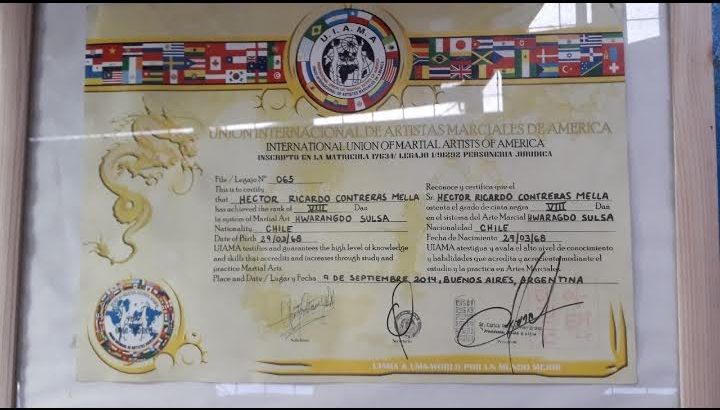 U.I.A.M.A
UNION INTERNACIONAL DE ARTISTAS MARCIALES DE AMERICA
INTERNATIONAL UNION OF MARTIAL ARTISTS OF AMERICA
INSCRIPTO EN LA MATRICULA 17634/ LEGAJO 1/91292 PERSONERIA JURIDICA
File / Legajo Nº 065
This is to certify
that HECTOR RICARDO CONTRERAS MELLA
has achieved the rank of VIII Dan
in system of Martial Art HWARANGDO SULSA
Nationality CHILE
Date of Birth 29/03/68
UIAMA testifies and guarantees the high level of knowledge
and skills that accredits and increases through study and
practice Martial Arts
Reconoce y certifica que el
Sr. HECTOR RICARDO CONTRERAS MELLA
ostenta el grado de cinta negra VIII Dan
en el sistema del Arte Marcial HWARAGDO SULSA
Nacionalidad CHILE
Fecha de Nacimiento 29/03/68
UIAMA atestigua y avala el alto nivel de conocimiento
y habilidades que acredita y acrecienta mediante el
estudio y la practica en Artes Marciales
Place and Date / Lugar y Fecha 9 DE SEPTIEMBRE 2014, BUENOS AIRES, ARGENTINA
UIAMA & UMA-WORLD POR UN MUNDO MEJOR